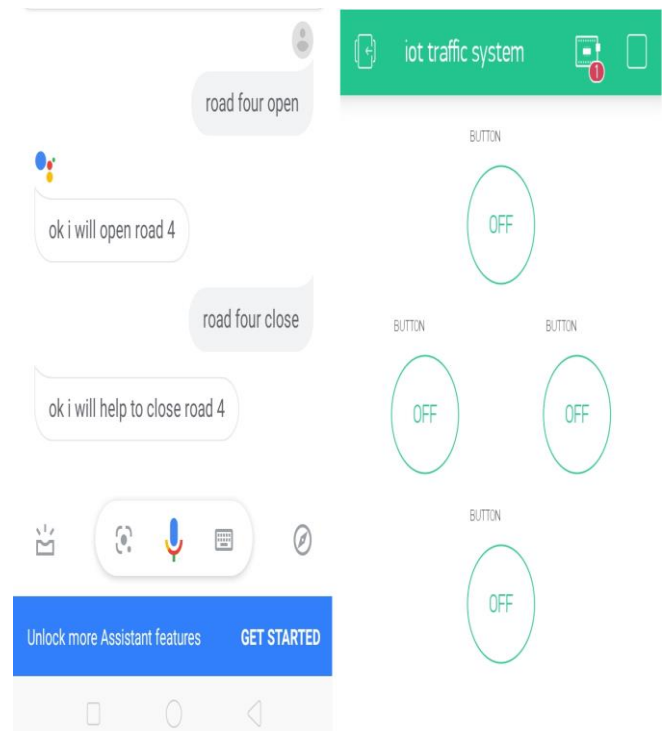 road four open
ok i will open road 4
road four close
ok i will help to close road 4
Unlock more Assistant features GET STARTED
iot traffic system
1
BUTTON
OFF
BUTTON BUTTON
OFF OFF
BUTTON
OFF